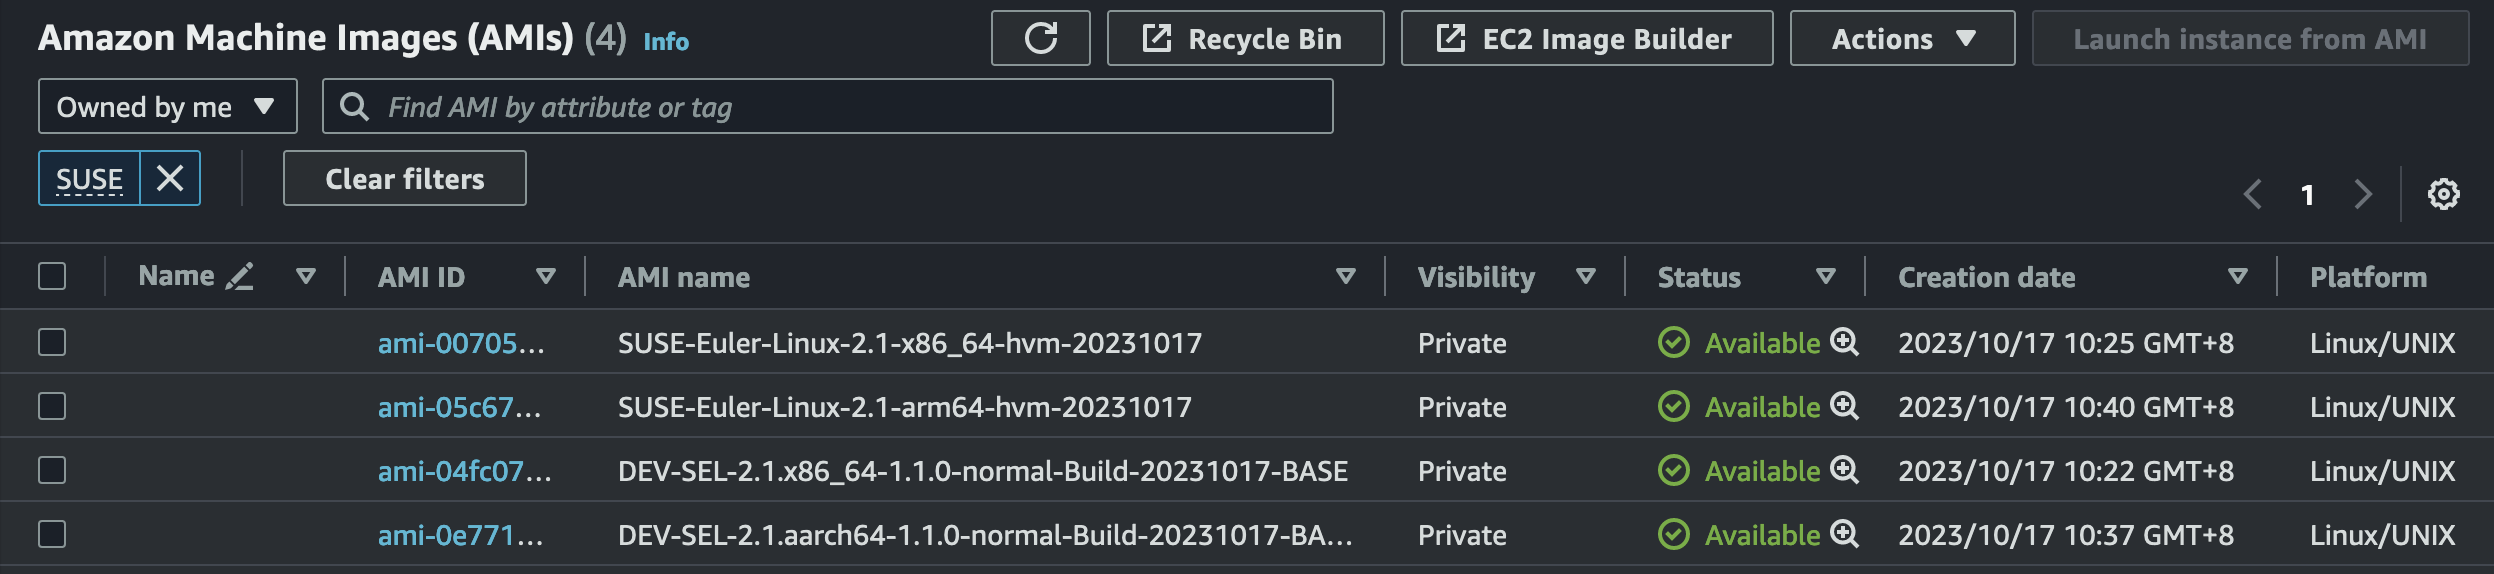 Amazon Machine Images (AMIs) (4) Info Recycle Bin EC2 Image Builder Actions Launch instance from AMI
Owned by me Find AMI by attribute or tag
SUSE Clear filters
1
Name AMI ID AMI name Visibility Status Creation date Platform
ami-00705... SUSE-Euler-Linux-2.1-x86_64-hvm-20231017 Private Available 2023/10/17 10:25 GMT+8 Linux/UNIX
ami-05c67... SUSE-Euler-Linux-2.1-arm64-hvm-20231017 Private Available 2023/10/17 10:40 GMT+8 Linux/UNIX
ami-04fc07... DEV-SEL-2.1.x86_64-1.1.0-normal-Build-20231017-BASE Private Available 2023/10/17 10:22 GMT+8 Linux/UNIX
ami-0e771... DEV-SEL-2.1.aarch64-1.1.0-normal-Build-20231017-BA... Private Available 2023/10/17 10:37 GMT+8 Linux/UNIX